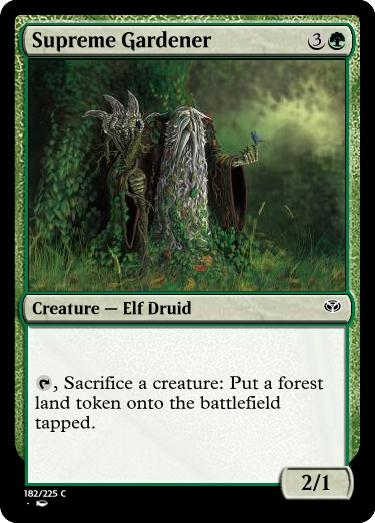 Supreme Gardener 3
Creature — Elf Druid
, Sacrifice a creature: Put a forest
land token onto the battlefield
tapped.
2/1
182/225 C